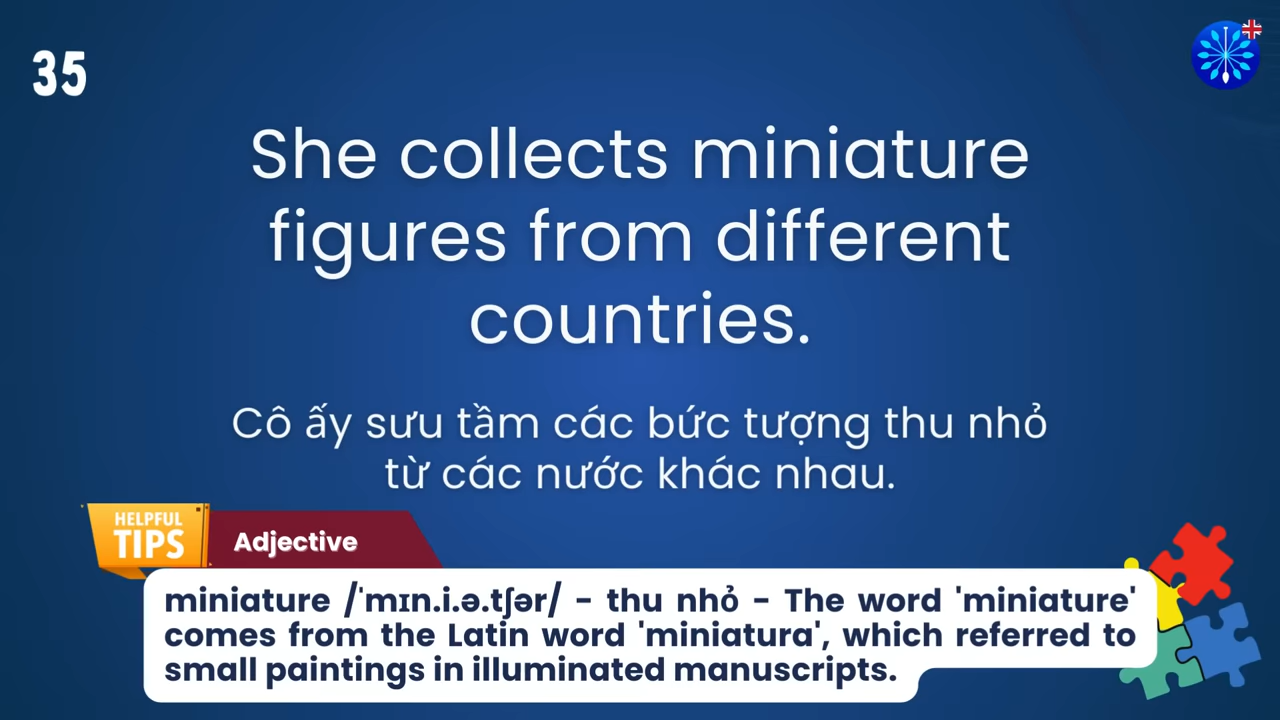 35
She collects miniature
figures from different
countries.
Cô ấy sưu tầm các bức tượng thu nhỏ
từ các nước khác nhau.
HELPFUL
TIPS
Adjective
miniature /ˈmɪn.i.ə.tʃər/ - thu nhỏ - The word 'miniature'
comes from the Latin word 'miniatura', which referred to
small paintings in illuminated manuscripts.